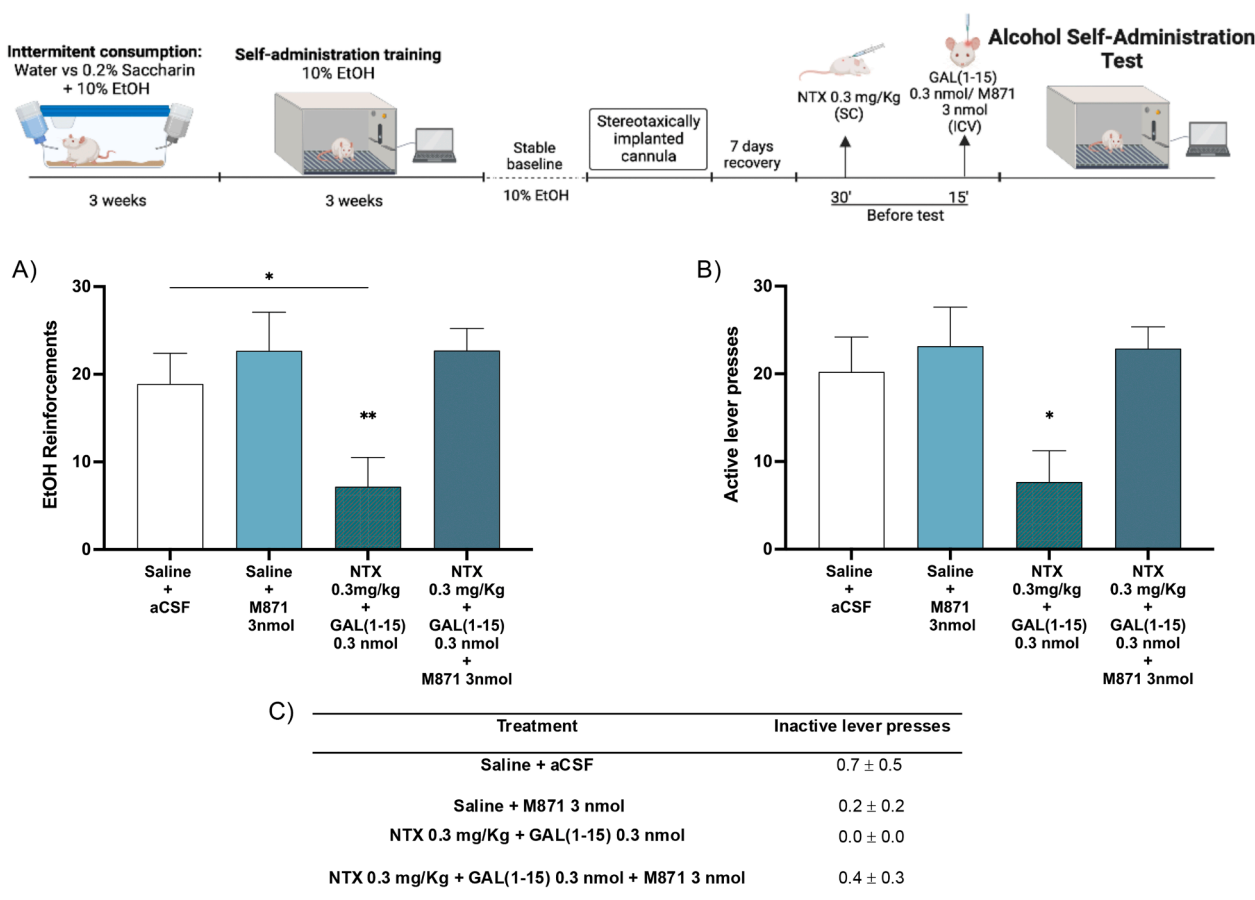 Inttermitent consumption:
Water vs 0.2% Saccharin
+ 10% EtOH
3 weeks
Self-administration training
10% EtOH
3 weeks
Stable
baseline
10% EtOH
Stereotaxically
implanted
cannula
7 days
recovery
NTX 0.3 mg/Kg
(SC)
30'
GAL(1-15)
0.3 nmol/ M871
3 nmol
(ICV)
15'
Before test
Alcohol Self-Administration
Test
A)
EtOH Reinforcements
30
20
10
0
*
**
Saline
+
aCSF
Saline
+
M871
3nmol
NTX
0.3mg/kg
+
GAL(1-15)
0.3 nmol
NTX
0.3 mg/Kg
+
GAL(1-15)
0.3 nmol
+
M871 3nmol
B)
Active lever presses
30
20
10
0
*
Saline
+
aCSF
Saline
+
M871
3nmol
NTX
0.3mg/kg
+
GAL(1-15)
0.3 nmol
NTX
0.3 mg/Kg
+
GAL(1-15)
0.3 nmol
+
M871 3nmol
C)
Treatment Inactive lever presses
Saline + aCSF 0.7 ± 0.5
Saline + M871 3 nmol 0.2 ± 0.2
NTX 0.3 mg/Kg + GAL(1-15) 0.3 nmol 0.0 ± 0.0
NTX 0.3 mg/Kg + GAL(1-15) 0.3 nmol + M871 3 nmol 0.4 ± 0.3